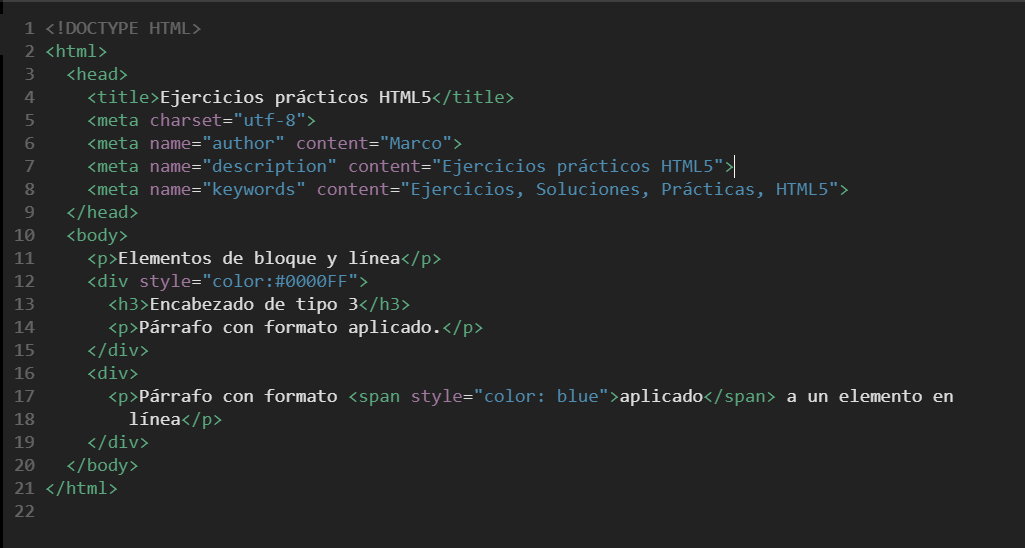 1 <!DOCTYPE HTML>
2 <html>
3   <head>
4     <title>Ejercicios prácticos HTML5</title>
5     <meta charset="utf-8">
6     <meta name="author" content="Marco">
7     <meta name="description" content="Ejercicios prácticos HTML5">
8     <meta name="keywords" content="Ejercicios, Soluciones, Prácticas, HTML5">
9   </head>
10   <body>
11     <p>Elementos de bloque y línea</p>
12     <div style="color:#0000FF">
13       <h3>Encabezado de tipo 3</h3>
14       <p>Párrafo con formato aplicado.</p>
15     </div>
16     <div>
17       <p>Párrafo con formato <span style="color: blue">aplicado</span> a un elemento en
18         línea</p>
19     </div>
20   </body>
21 </html>
22